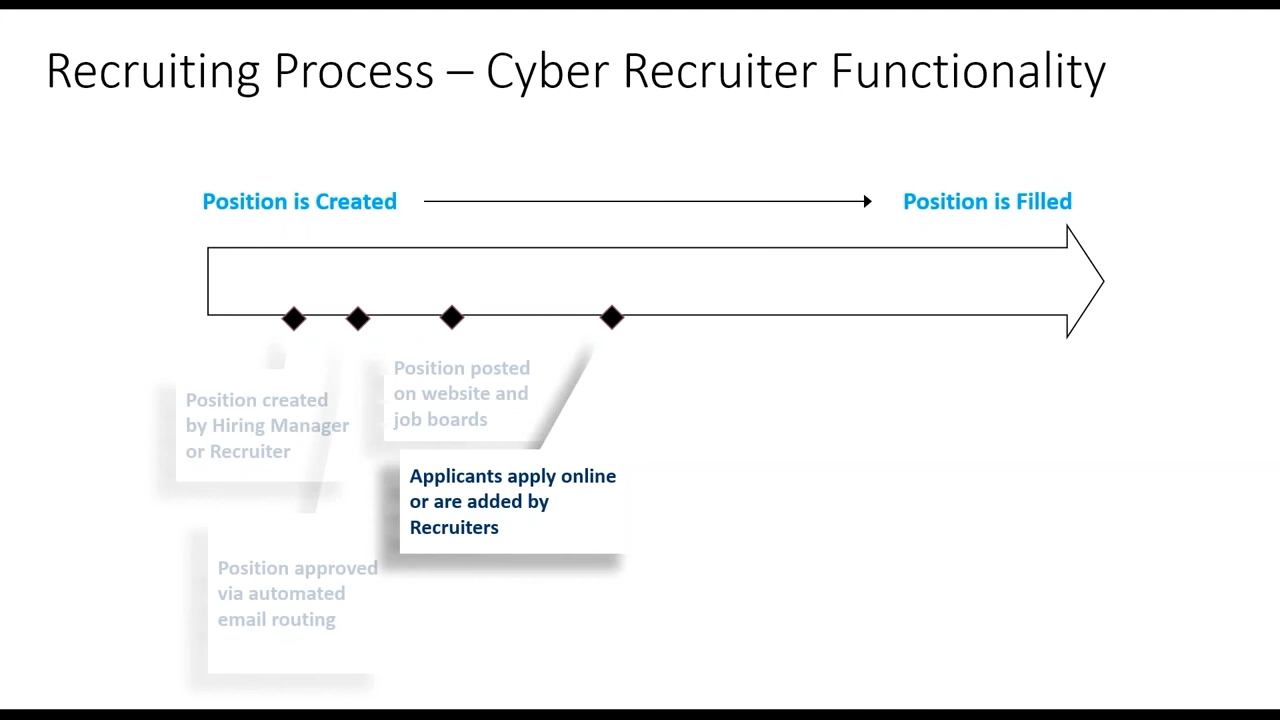 Recruiting Process – Cyber Recruiter Functionality
Position is Created
Position is Filled
Position created
by Hiring Manager
or Recruiter
Position approved
via automated
email routing
Position posted
on website and
job boards
Applicants apply online
or are added by
Recruiters